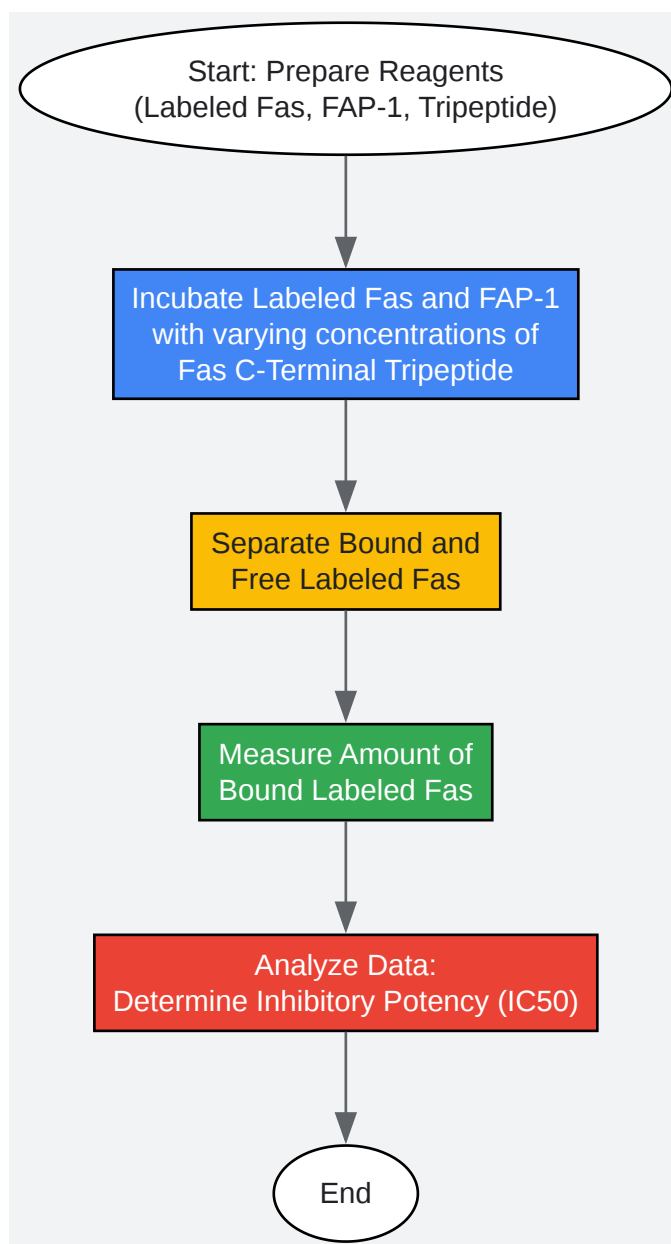 Start: Prepare Reagents
(Labeled Fas, FAP-1, Tripeptide)
Incubate Labeled Fas and FAP-1
with varying concentrations of
Fas C-Terminal Tripeptide
Separate Bound and
Free Labeled Fas
Measure Amount of
Bound Labeled Fas
Analyze Data:
Determine Inhibitory Potency (IC50)
End